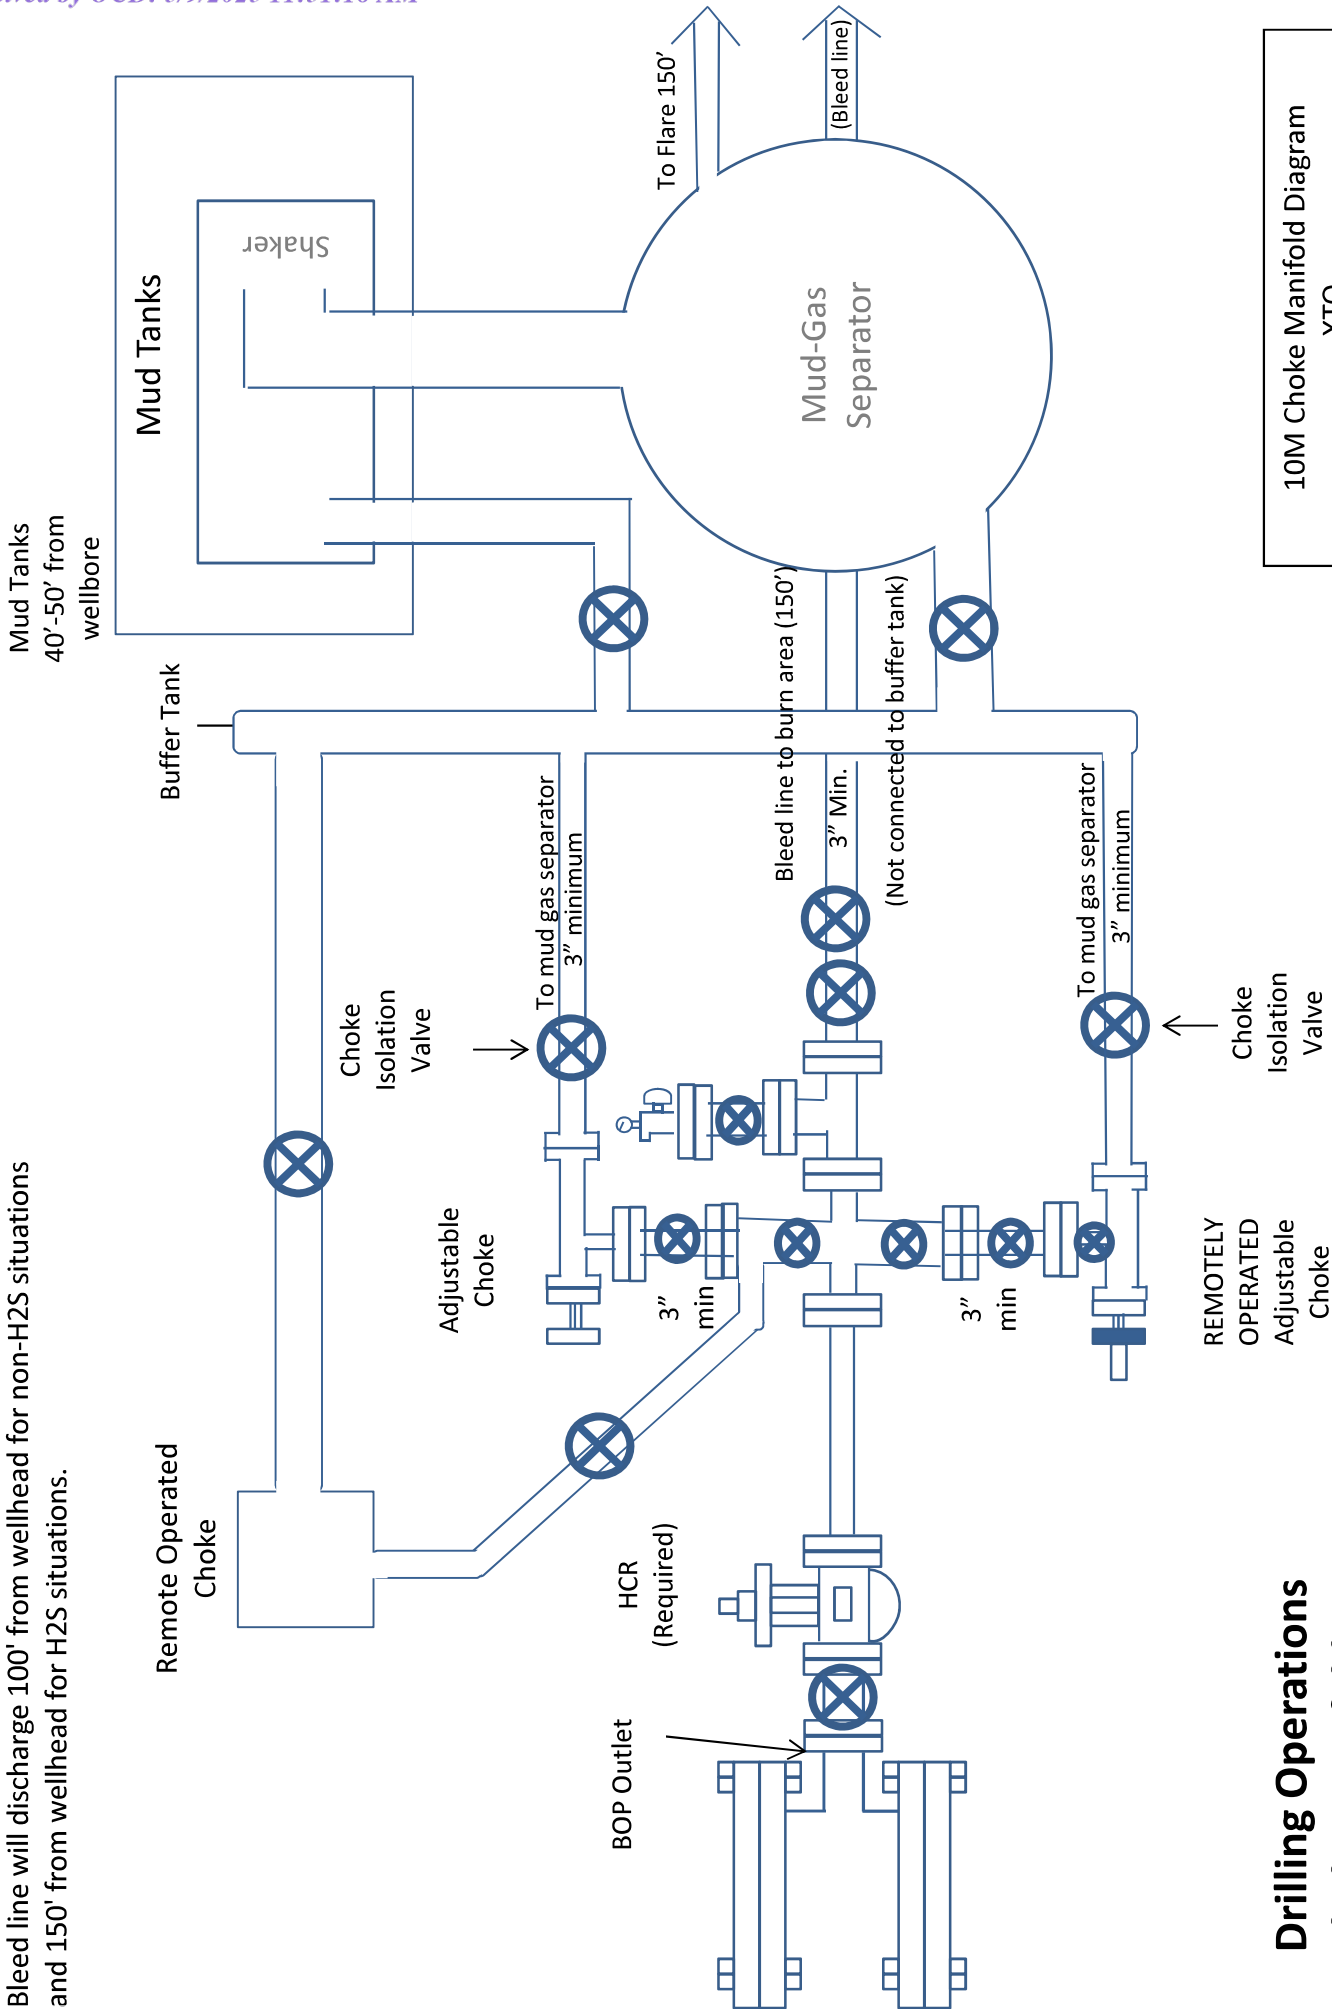 Bleed line will discharge 100' from wellhead for non-H2S situations
and 150' from wellhead for H2S situations.
Mud Tanks
40’-50’ from
wellbore
Mud Tanks
Shaker
Buffer Tank
Remote Operated
Choke
Choke
Isolation
Valve
Adjustable
Choke
To mud gas separator
3” minimum
To Flare 150’
(Bleed line)
Mud-Gas
Separator
HCR
(Required)
BOP Outlet
3”
min
Bleed line to burn area (150’)
3” Min.
(Not connected to buffer tank)
3”
min
To mud gas separator
3” minimum
REMOTELY
OPERATED
Adjustable
Choke
Choke
Isolation
Valve
Drilling Operations
10M Choke Manifold Diagram
XTO